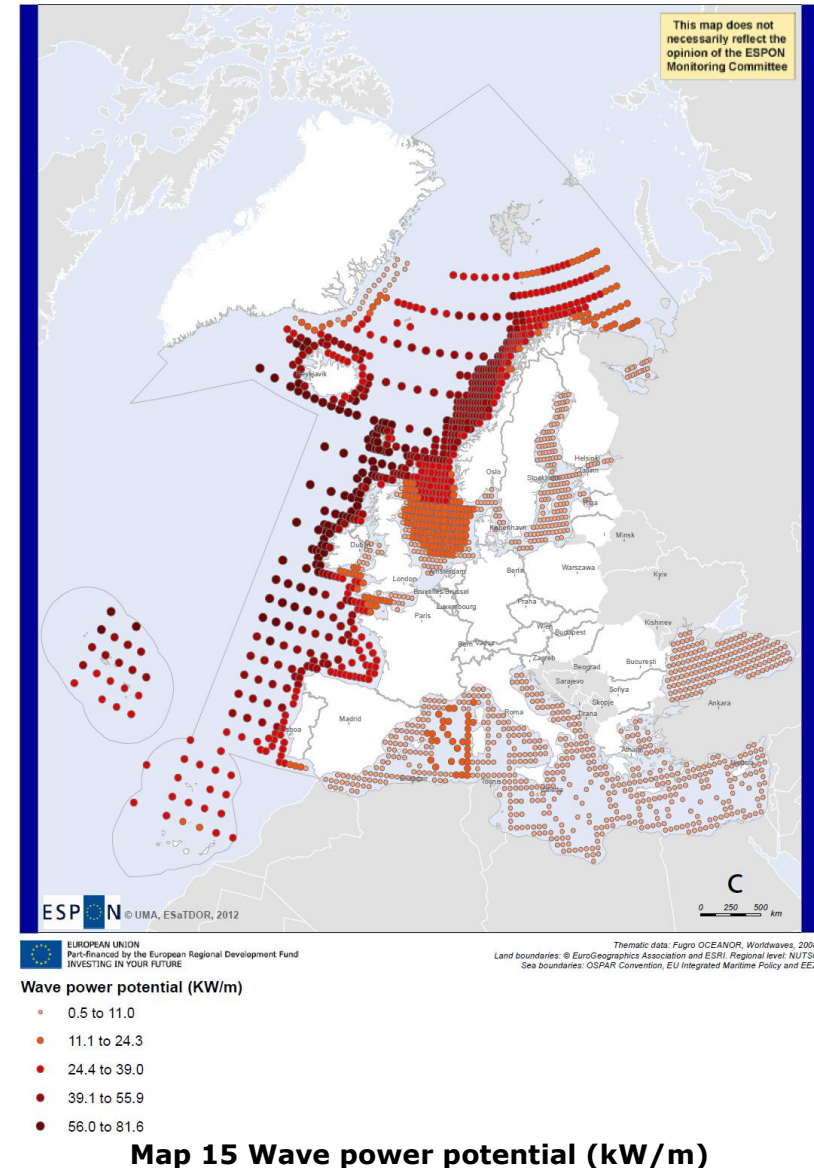 This map does not
necessarily reflect the
opinion of the ESPON
Monitoring Committee
Reykjavik
Oslo
Helsinki
Tallinn
Stockholm
Riga
København
Minsk
Dublin
London
Amsterdam
Berlin
Warszawa
Kyiv
Bruxelles/Brussel
Luxembourg
Paris
Praha
Kishinev
Wien
Budapest
Bern
Vaduz
Zagreb
Beograd
Bucureşti
Sarajevo
Sofiya
Skopje
Roma
Tirana
Ankara
Madrid
Lisboa
Athinai
Nicosia
ESPON © UMA, ESaTDOR, 2012
C
0 250 500 km
EUROPEAN UNION
Part-financed by the European Regional Development Fund
INVESTING IN YOUR FUTURE
Thematic data: Fugro OCEANOR, Worldwaves,
Land boundaries: © EuroGeographics Association and ESRI. Regional level:
Sea boundaries: OSPAR Convention, EU Integrated Maritime Policy and
Wave power potential (KW/m)
0.5 to 11.0
11.1 to 24.3
24.4 to 39.0
39.1 to 55.9
56.0 to 81.6
Map 15 Wave power potential (kW/m)